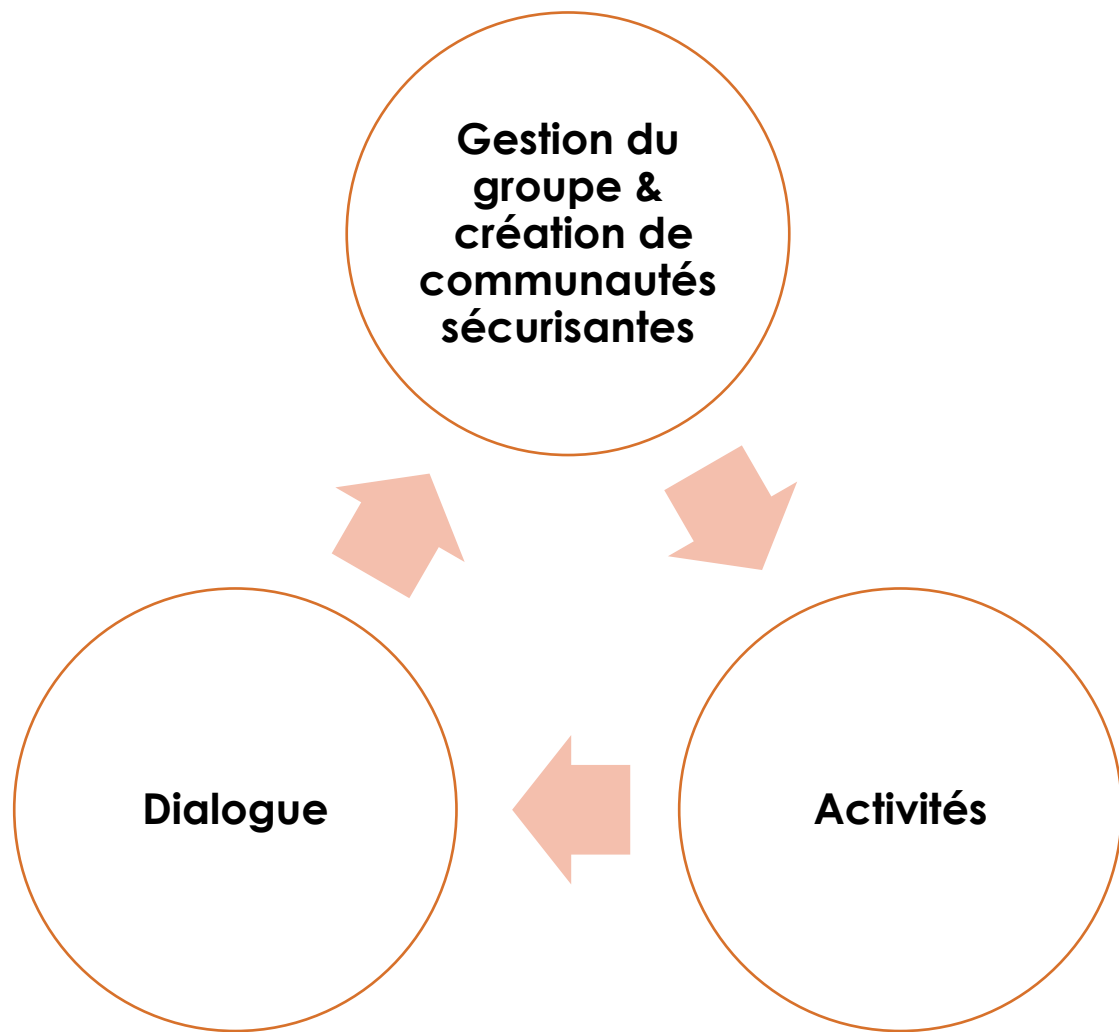 Gestion du
groupe &
création de
communautés
sécurisantes
Dialogue
Activités